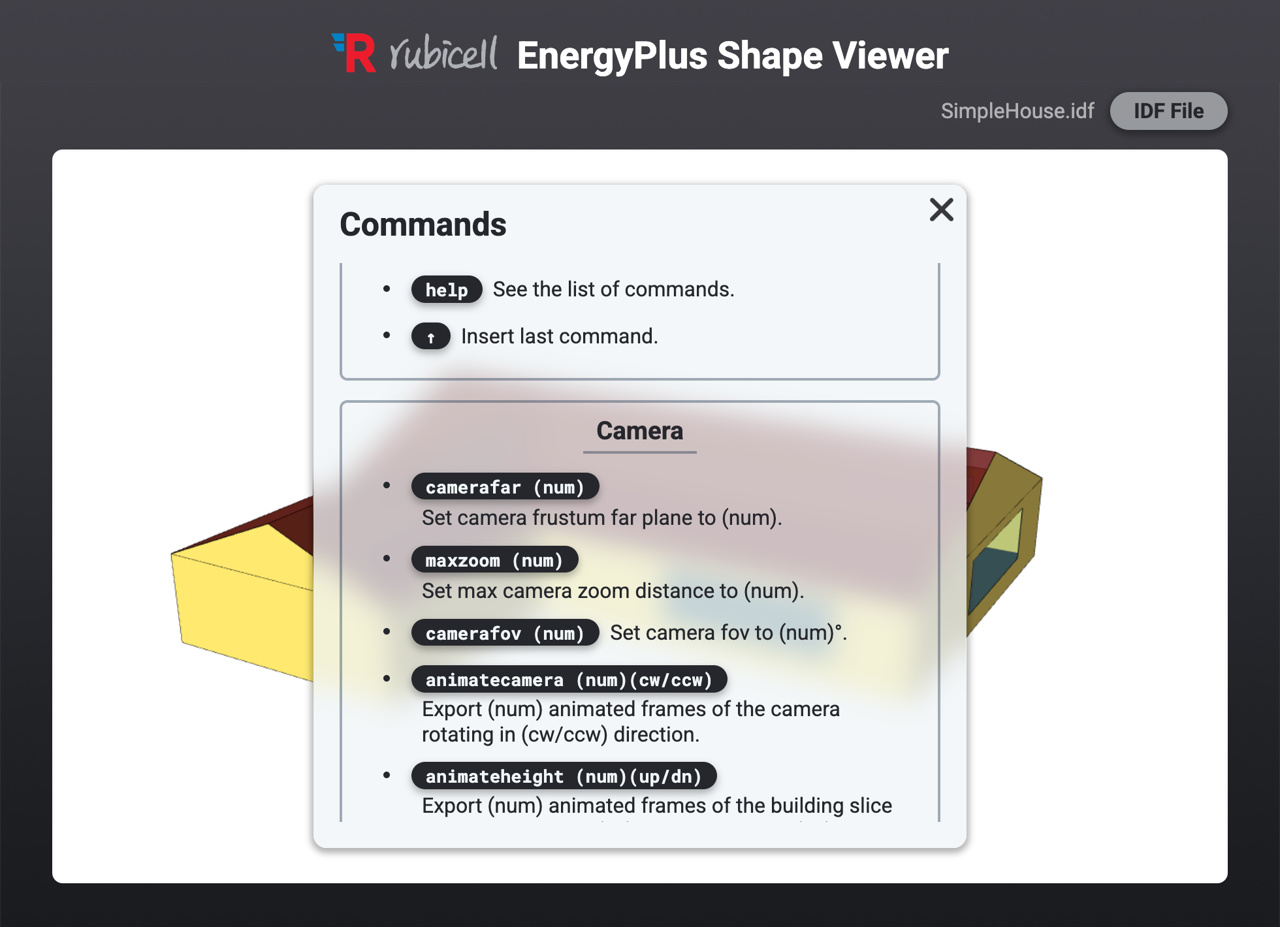 R rubicell EnergyPlus Shape Viewer
SimpleHouse.idf IDF File
Commands
• help See the list of commands.
• ↑ Insert last command.
Camera
• camerafar (num)
Set camera frustum far plane to (num).
• maxzoom (num)
Set max camera zoom distance to (num).
• camerafov (num) Set camera fov to (num)°.
• animatecamera (num)(cw/ccw)
Export (num) animated frames of the camera
rotating in (cw/ccw) direction.
• animateheight (num)(up/dn)
Export (num) animated frames of the building slice